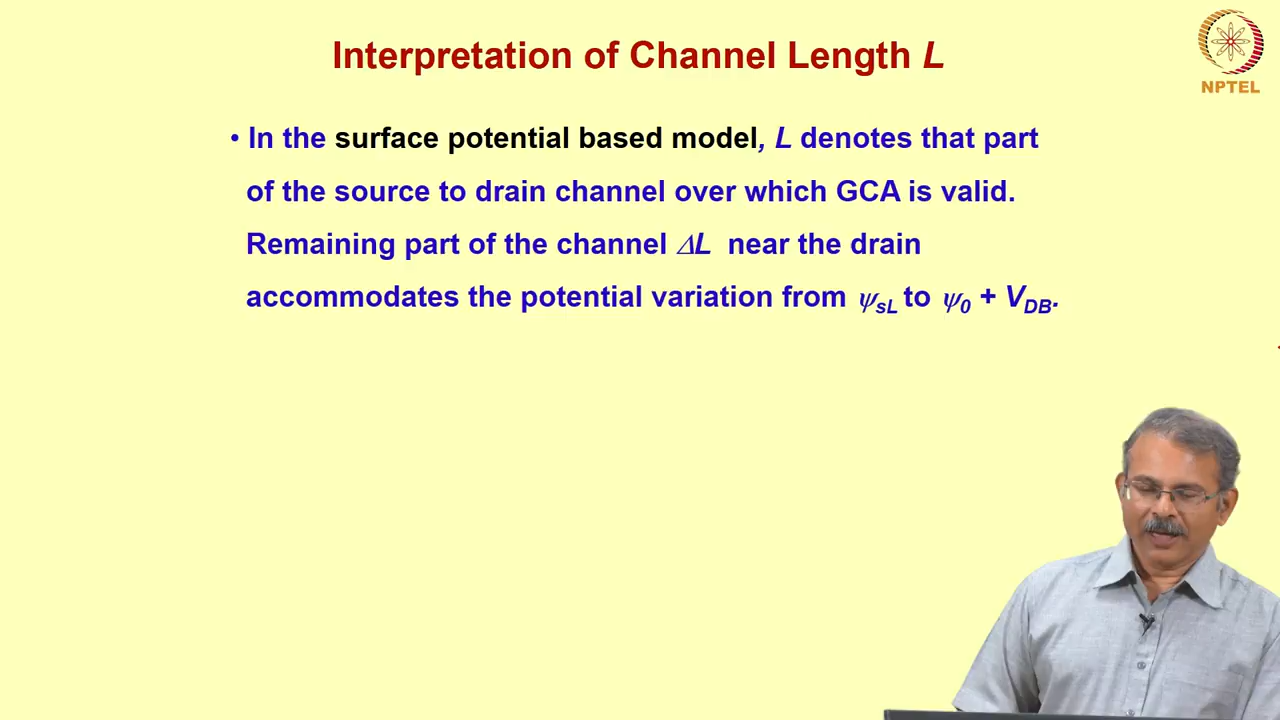 Interpretation of Channel Length L
NPTEL
• In the surface potential based model, L denotes that part
of the source to drain channel over which GCA is valid.
Remaining part of the channel ΔL near the drain
accommodates the potential variation from ψsL to ψ0 + VDB.